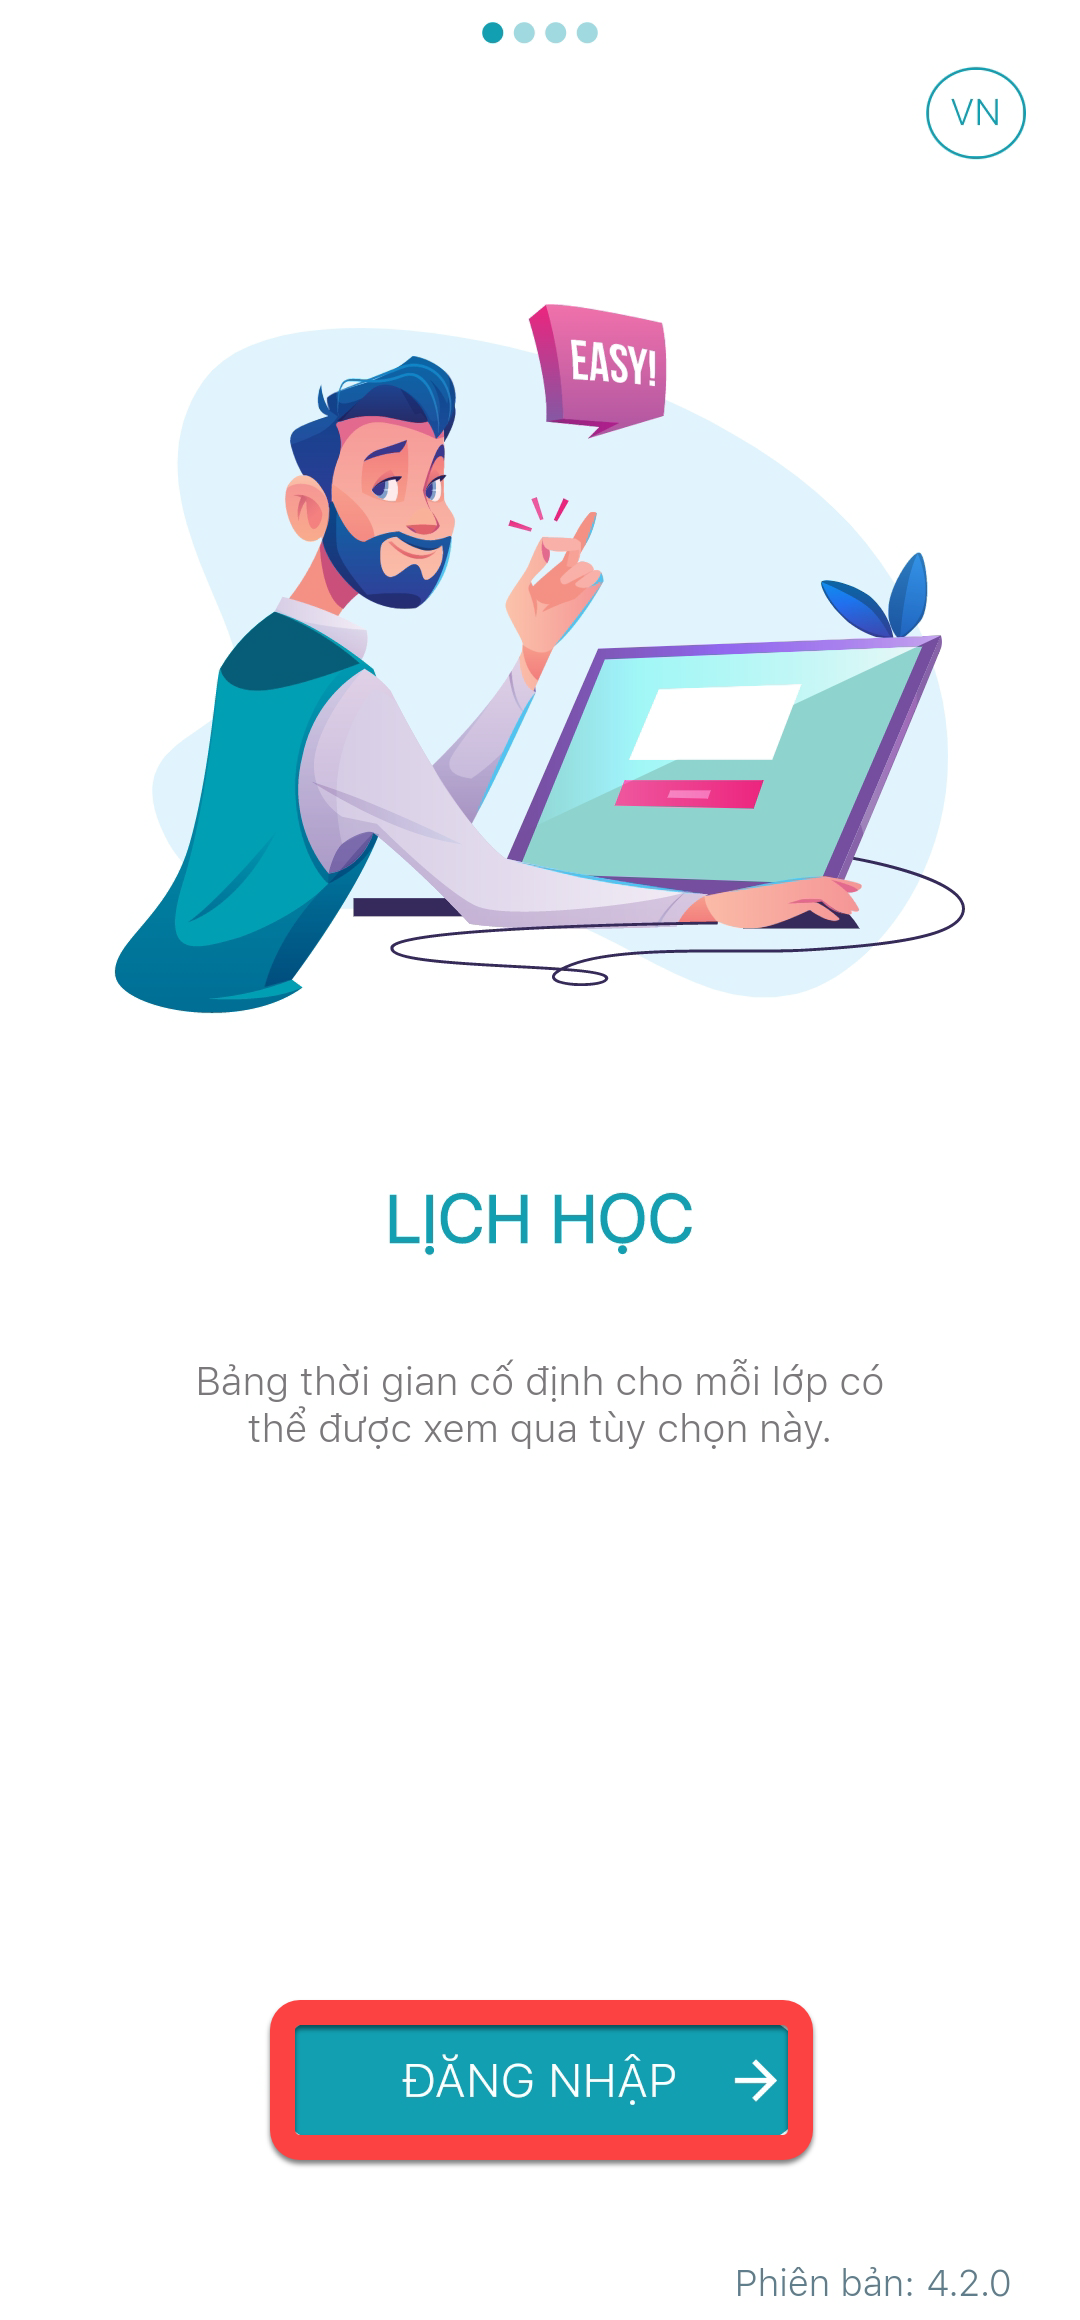 VN
EASY!
LỊCH HỌC
Bảng thời gian cố định cho mỗi lớp có
thể được xem qua tùy chọn này.
ĐĂNG NHẬP
Phiên bản: 4.2.0